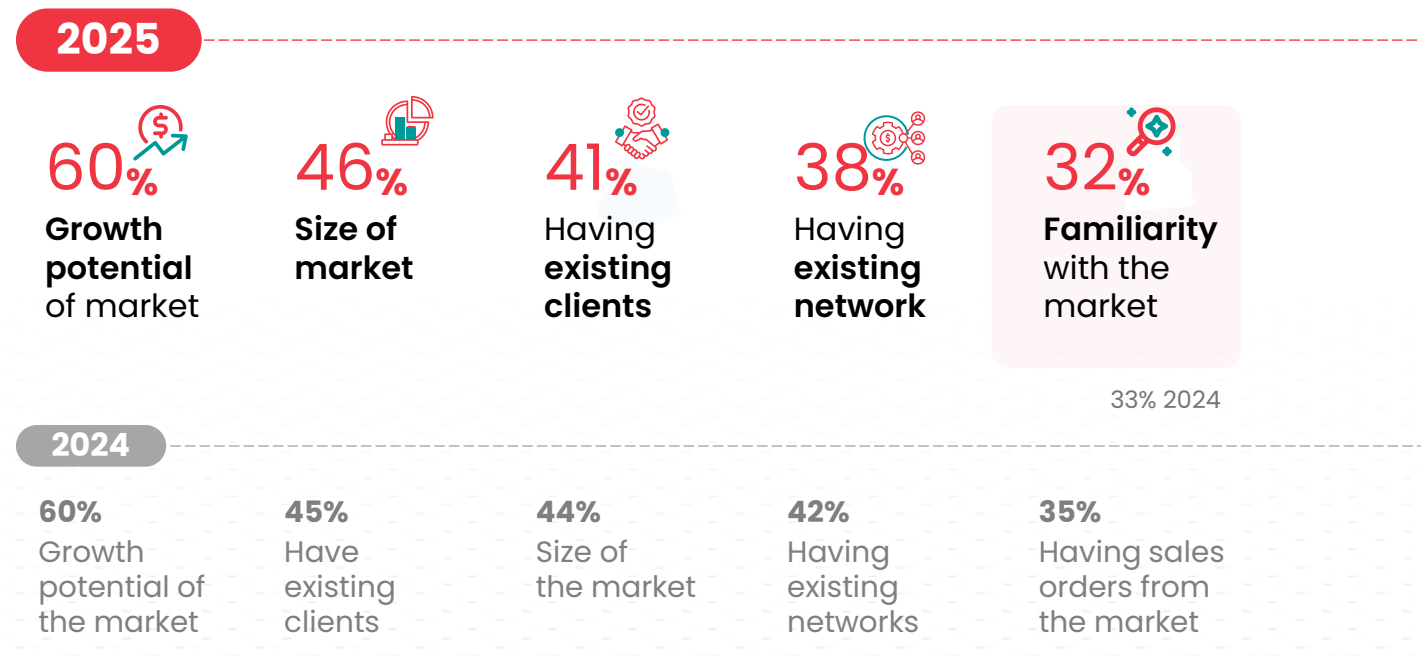 2025
60%
Growth
potential
of market
46%
Size of
market
41%
Having
existing
clients
38%
Having
existing
network
32%
Familiarity
with the
market
33% 2024
2024
60%
Growth
potential of
the market
45%
Have
existing
clients
44%
Size of
the market
42%
Having
existing
networks
35%
Having sales
orders from
the market